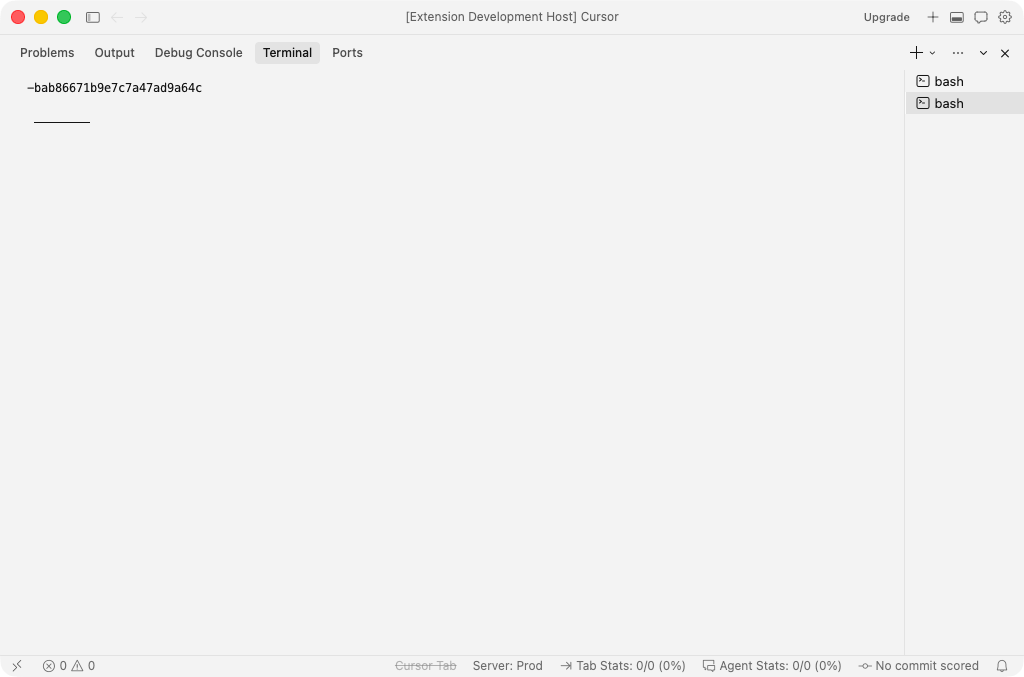 [Extension Development Host] Cursor
Upgrade
Problems Output Debug Console Terminal Ports
−bab86671b9e7c7a47ad9a64c
________
bash
bash
0 0 Cursor Tab Server: Prod Tab Stats: 0/0 (0%) Agent Stats: 0/0 (0%) No commit scored